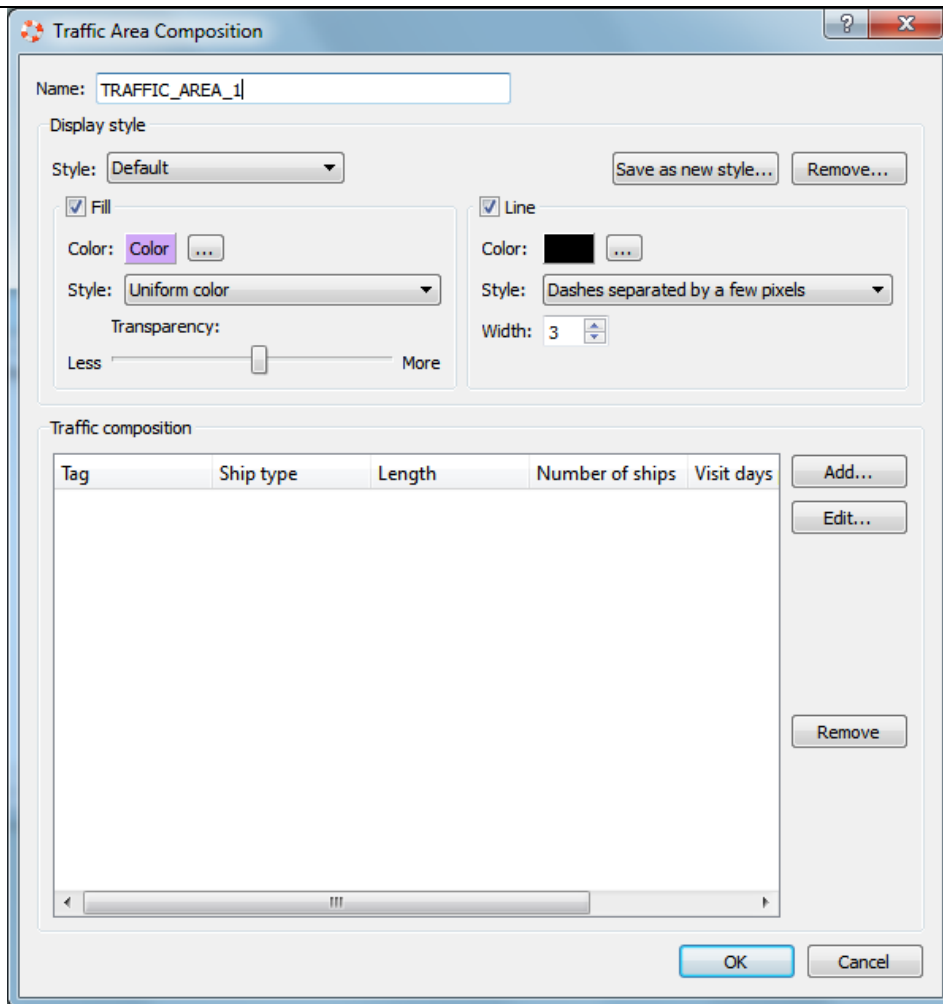 Traffic Area Composition
Name: TRAFFIC_AREA_1
Display style
Style: Default Save as new style... Remove...
Fill Line
Color: Color ... Color: ...
Style: Uniform color Style: Dashes separated by a few pixels
Transparency: Width: 3
Less More
Traffic composition
Tag Ship type Length Number of ships Visit days Add...
Edit...
Remove
OK Cancel